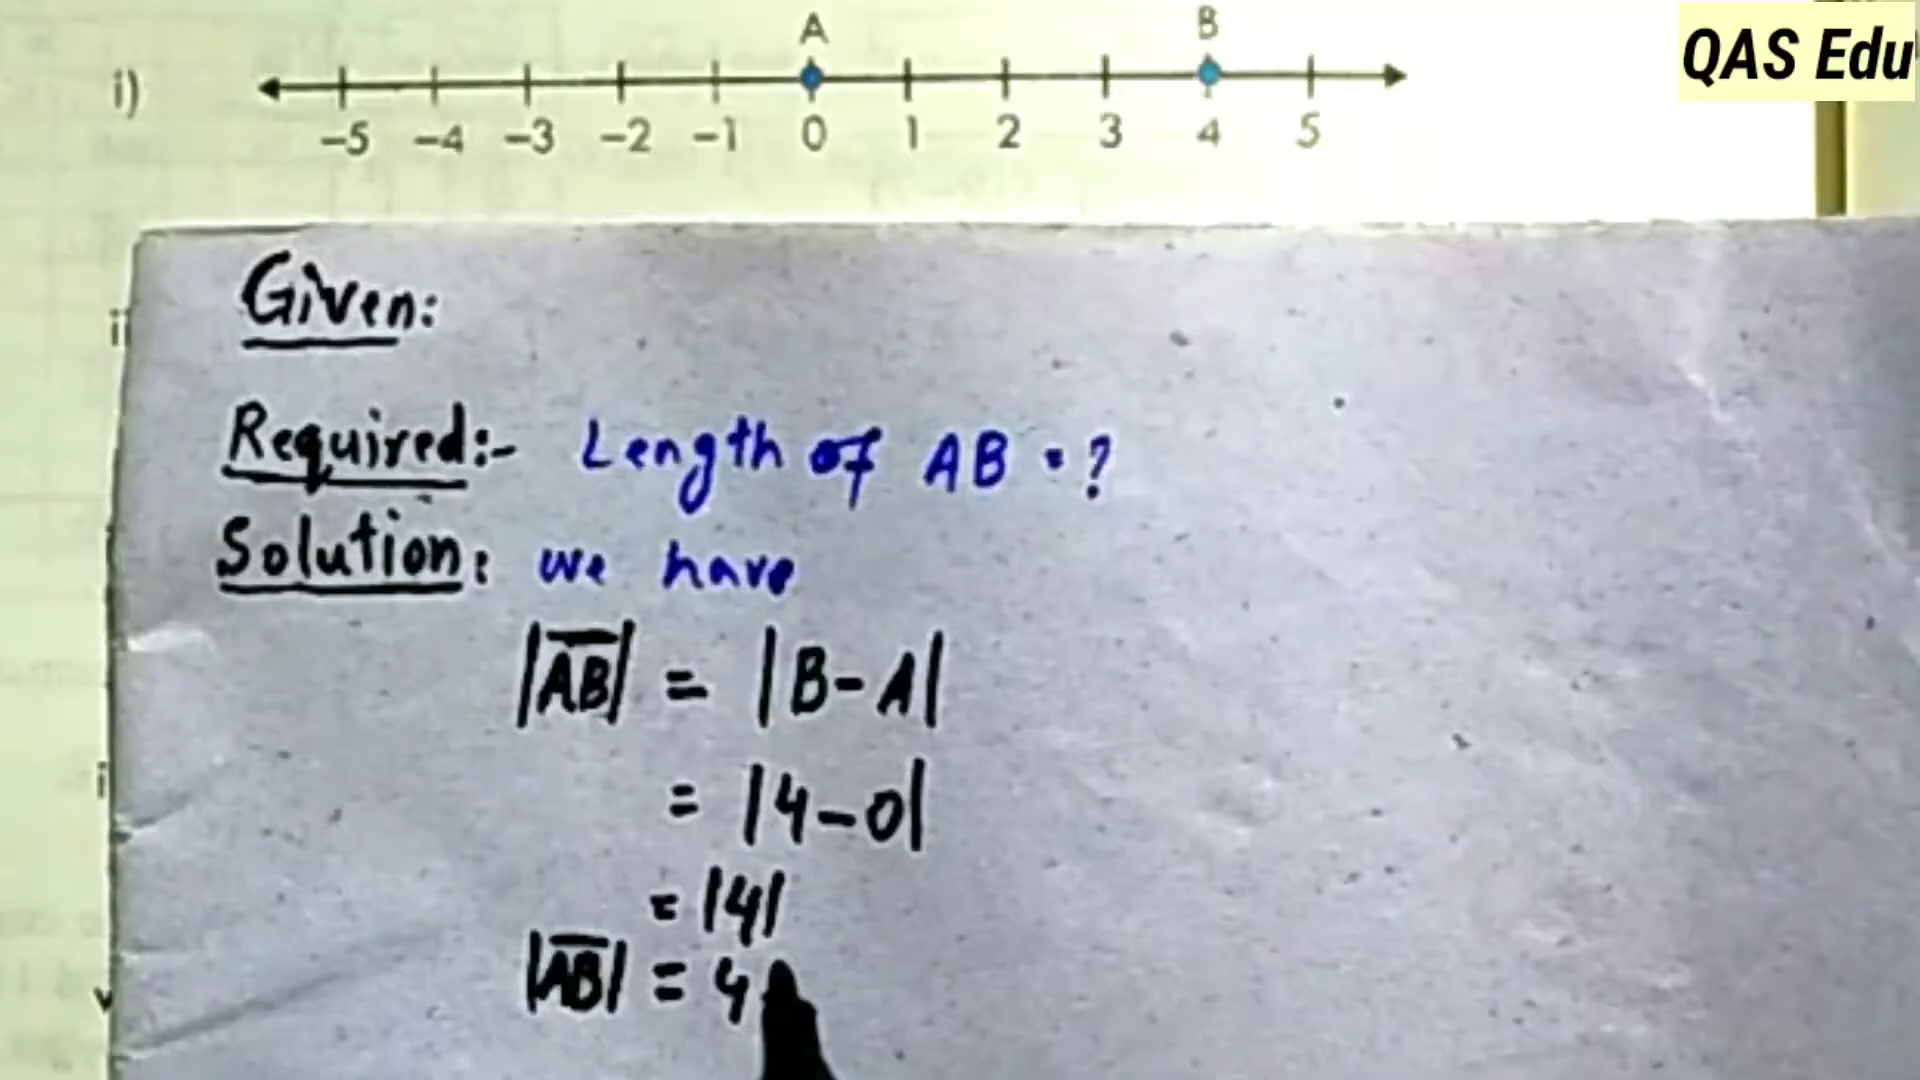 QAS Edu
A B
i)
-5 -4 -3 -2 -1 0 1 2 3 4 5
Given:
Required:- Length of AB = ?
Solution: we have
|AB| = |B-A|
= |4-0|
= |4|
|AB| = 4